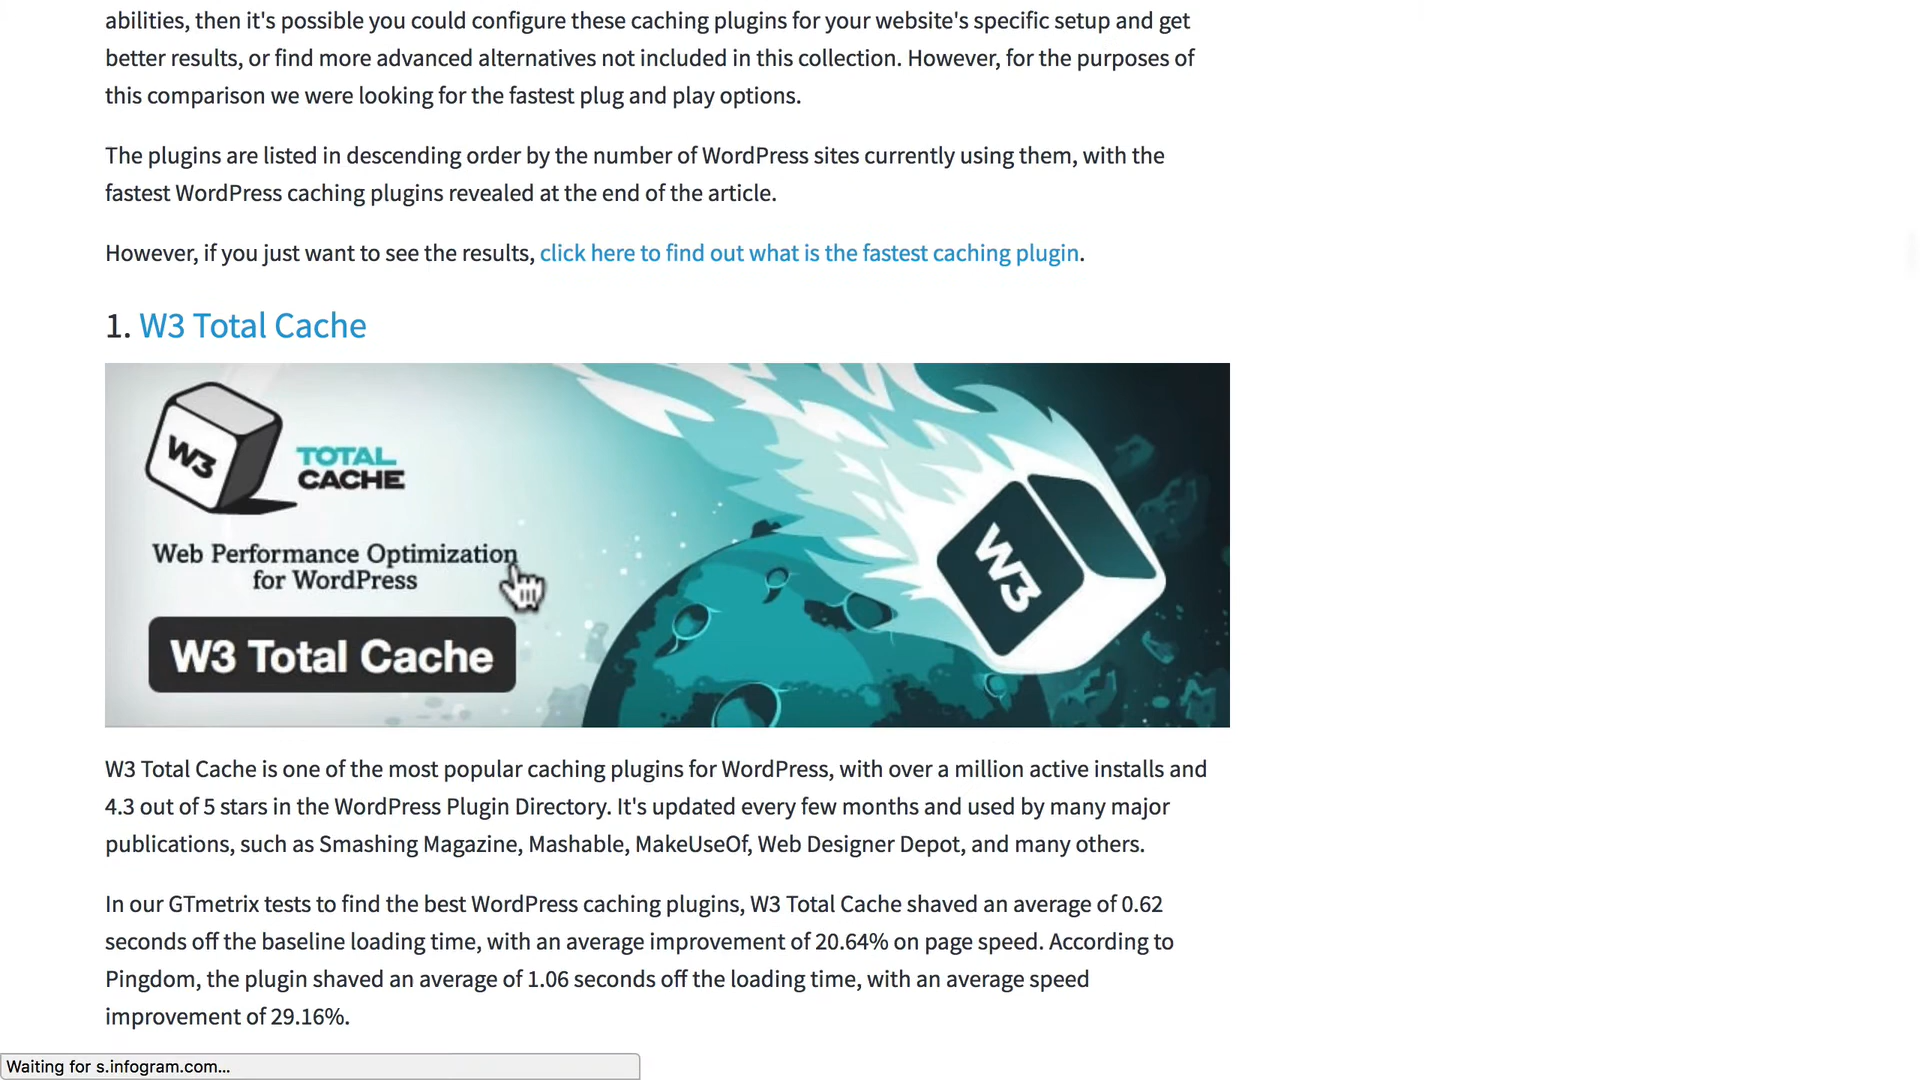 abilities, then it's possible you could configure these caching plugins for your website's specific setup and get
better results, or find more advanced alternatives not included in this collection. However, for the purposes of
this comparison we were looking for the fastest plug and play options.
The plugins are listed in descending order by the number of WordPress sites currently using them, with the
fastest WordPress caching plugins revealed at the end of the article.
However, if you just want to see the results, click here to find out what is the fastest caching plugin.
1. W3 Total Cache
W3
TOTAL
CACHE
Web Performance Optimization
for WordPress
W3 Total Cache
W3
W3 Total Cache is one of the most popular caching plugins for WordPress, with over a million active installs and
4.3 out of 5 stars in the WordPress Plugin Directory. It's updated every few months and used by many major
publications, such as Smashing Magazine, Mashable, MakeUseOf, Web Designer Depot, and many others.
In our GTmetrix tests to find the best WordPress caching plugins, W3 Total Cache shaved an average of 0.62
seconds off the baseline loading time, with an average improvement of 20.64% on page speed. According to
Pingdom, the plugin shaved an average of 1.06 seconds off the loading time, with an average speed
improvement of 29.16%.
Waiting for s.infogram.com...